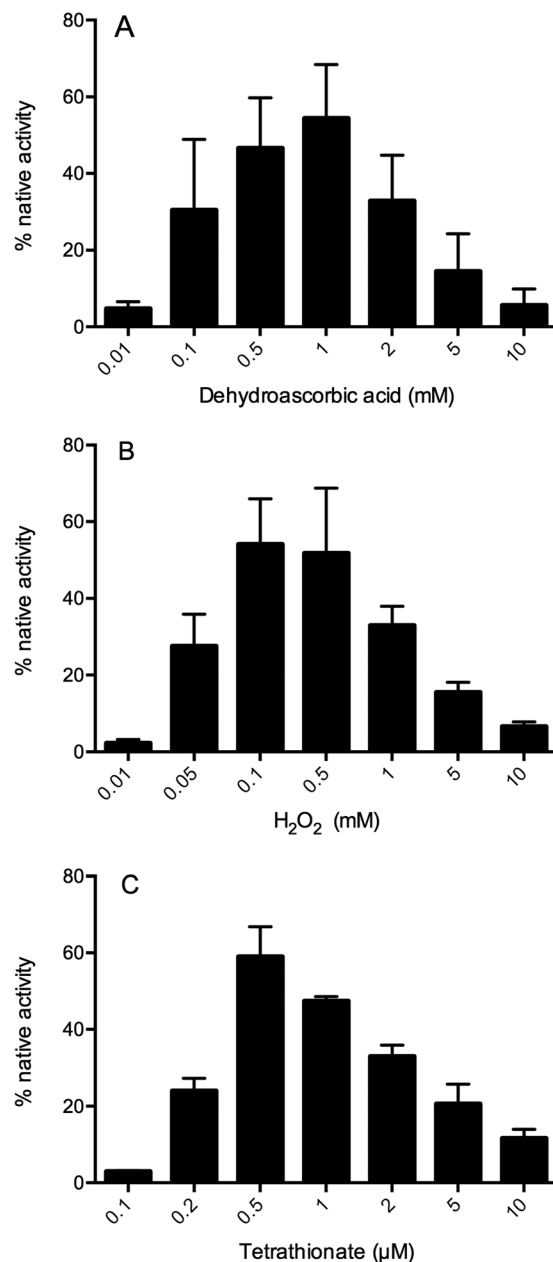 A
% native activity
80
60
40
20
0
0.01 0.1 0.5 1 2 5 10
Dehydroascorbic acid (mM)
B
% native activity
80
60
40
20
0
0.01 0.05 0.1 0.5 1 5 10
H₂O₂ (mM)
C
% native activity
80
60
40
20
0
0.1 0.2 0.5 1 2 5 10
Tetrathionate (µM)